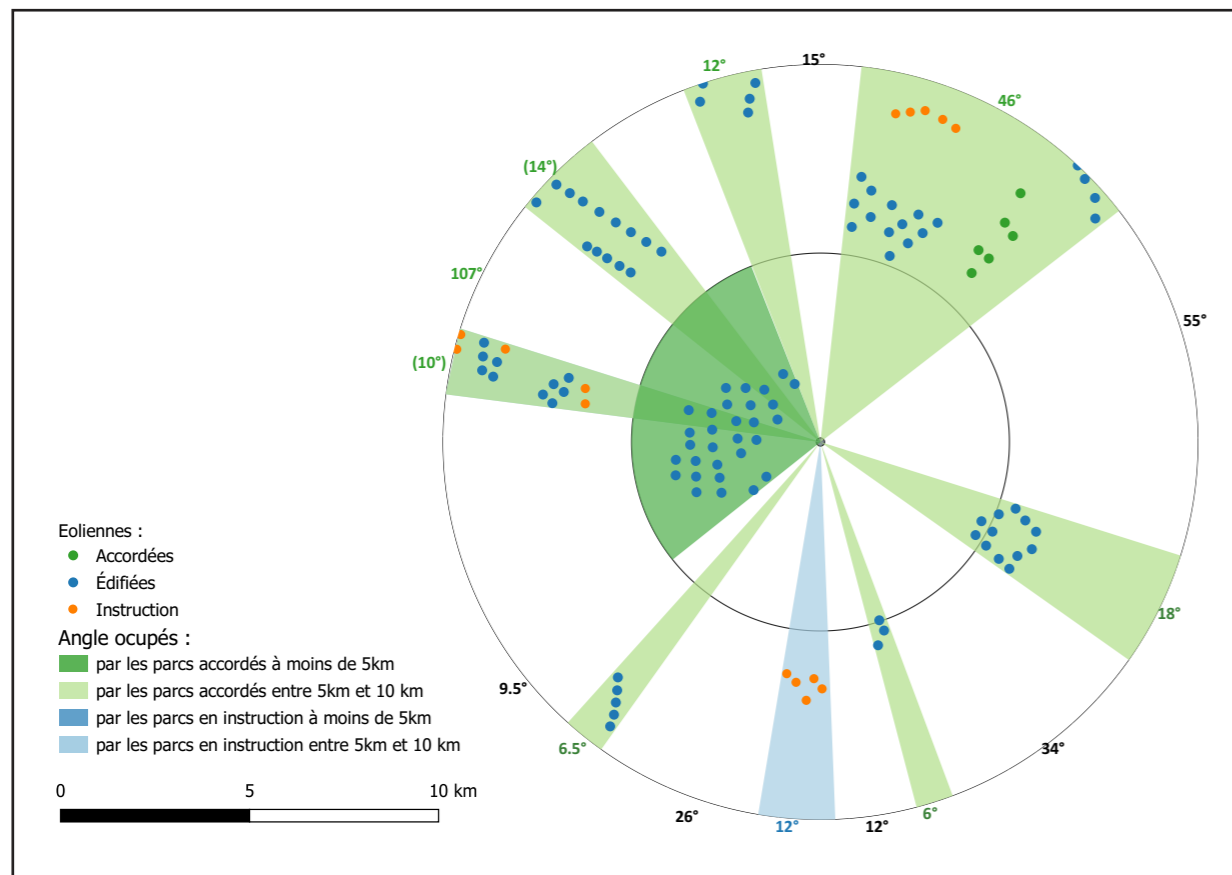 15°
12°
46°
(14°)
107°
55°
(10°)
Eoliennes :
Accordées
Édifiées
Instruction
Angle ocupés :
par les parcs accordés à moins de 5km
par les parcs accordés entre 5km et 10 km
par les parcs en instruction à moins de 5km
par les parcs en instruction entre 5km et 10 km
18°
9.5°
6.5°
34°
0 5 10 km
26°
12°
12°
6°